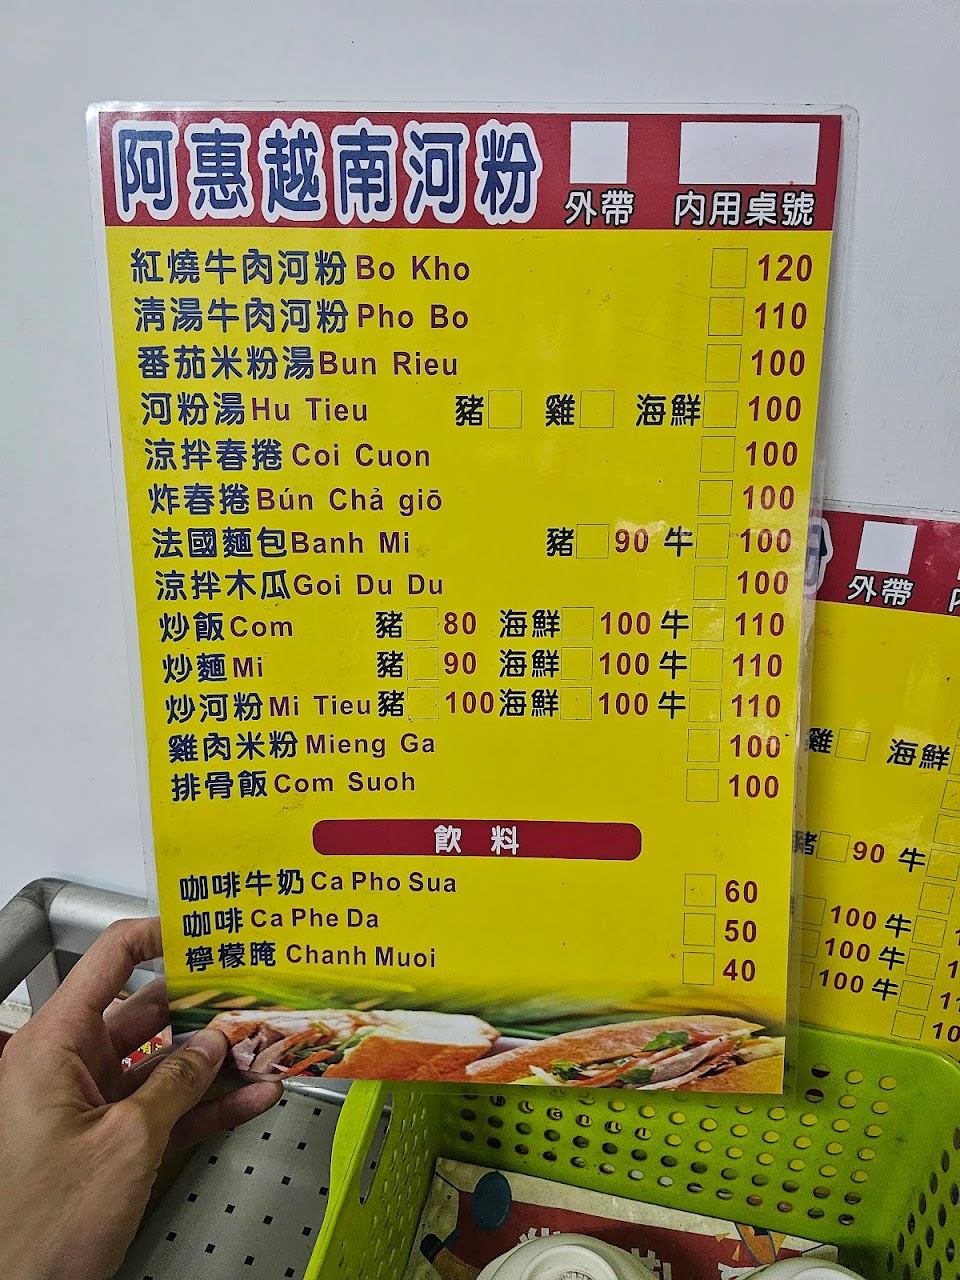 阿惠越南河粉 外帶 內用桌號
紅燒牛肉河粉 Bo Kho 120
清湯牛肉河粉 Pho Bo 110
番茄米粉湯 Bun Rieu 100
河粉湯 Hu Tieu 豬 雞 海鮮 100
涼拌春捲 Coi Cuon 100
炸春捲 Bún Chả giō 100
法國麵包 Banh Mi 豬 90 牛 100
涼拌木瓜 Goi Du Du 100
炒飯 Com 豬 80 海鮮 100 牛 110
炒麵 Mi 豬 90 海鮮 100 牛 110
炒河粉 Mi Tieu 豬 100 海鮮 100 牛 110
雞肉米粉 Mieng Ga 100
排骨飯 Com Suoh 100
飲料
咖啡牛奶 Ca Pho Sua 60
咖啡 Ca Phe Da 50
檸檬醃 Chanh Muoi 40
外帶
雞 海鮮
豬 90 牛
100 牛
100 牛
100 牛